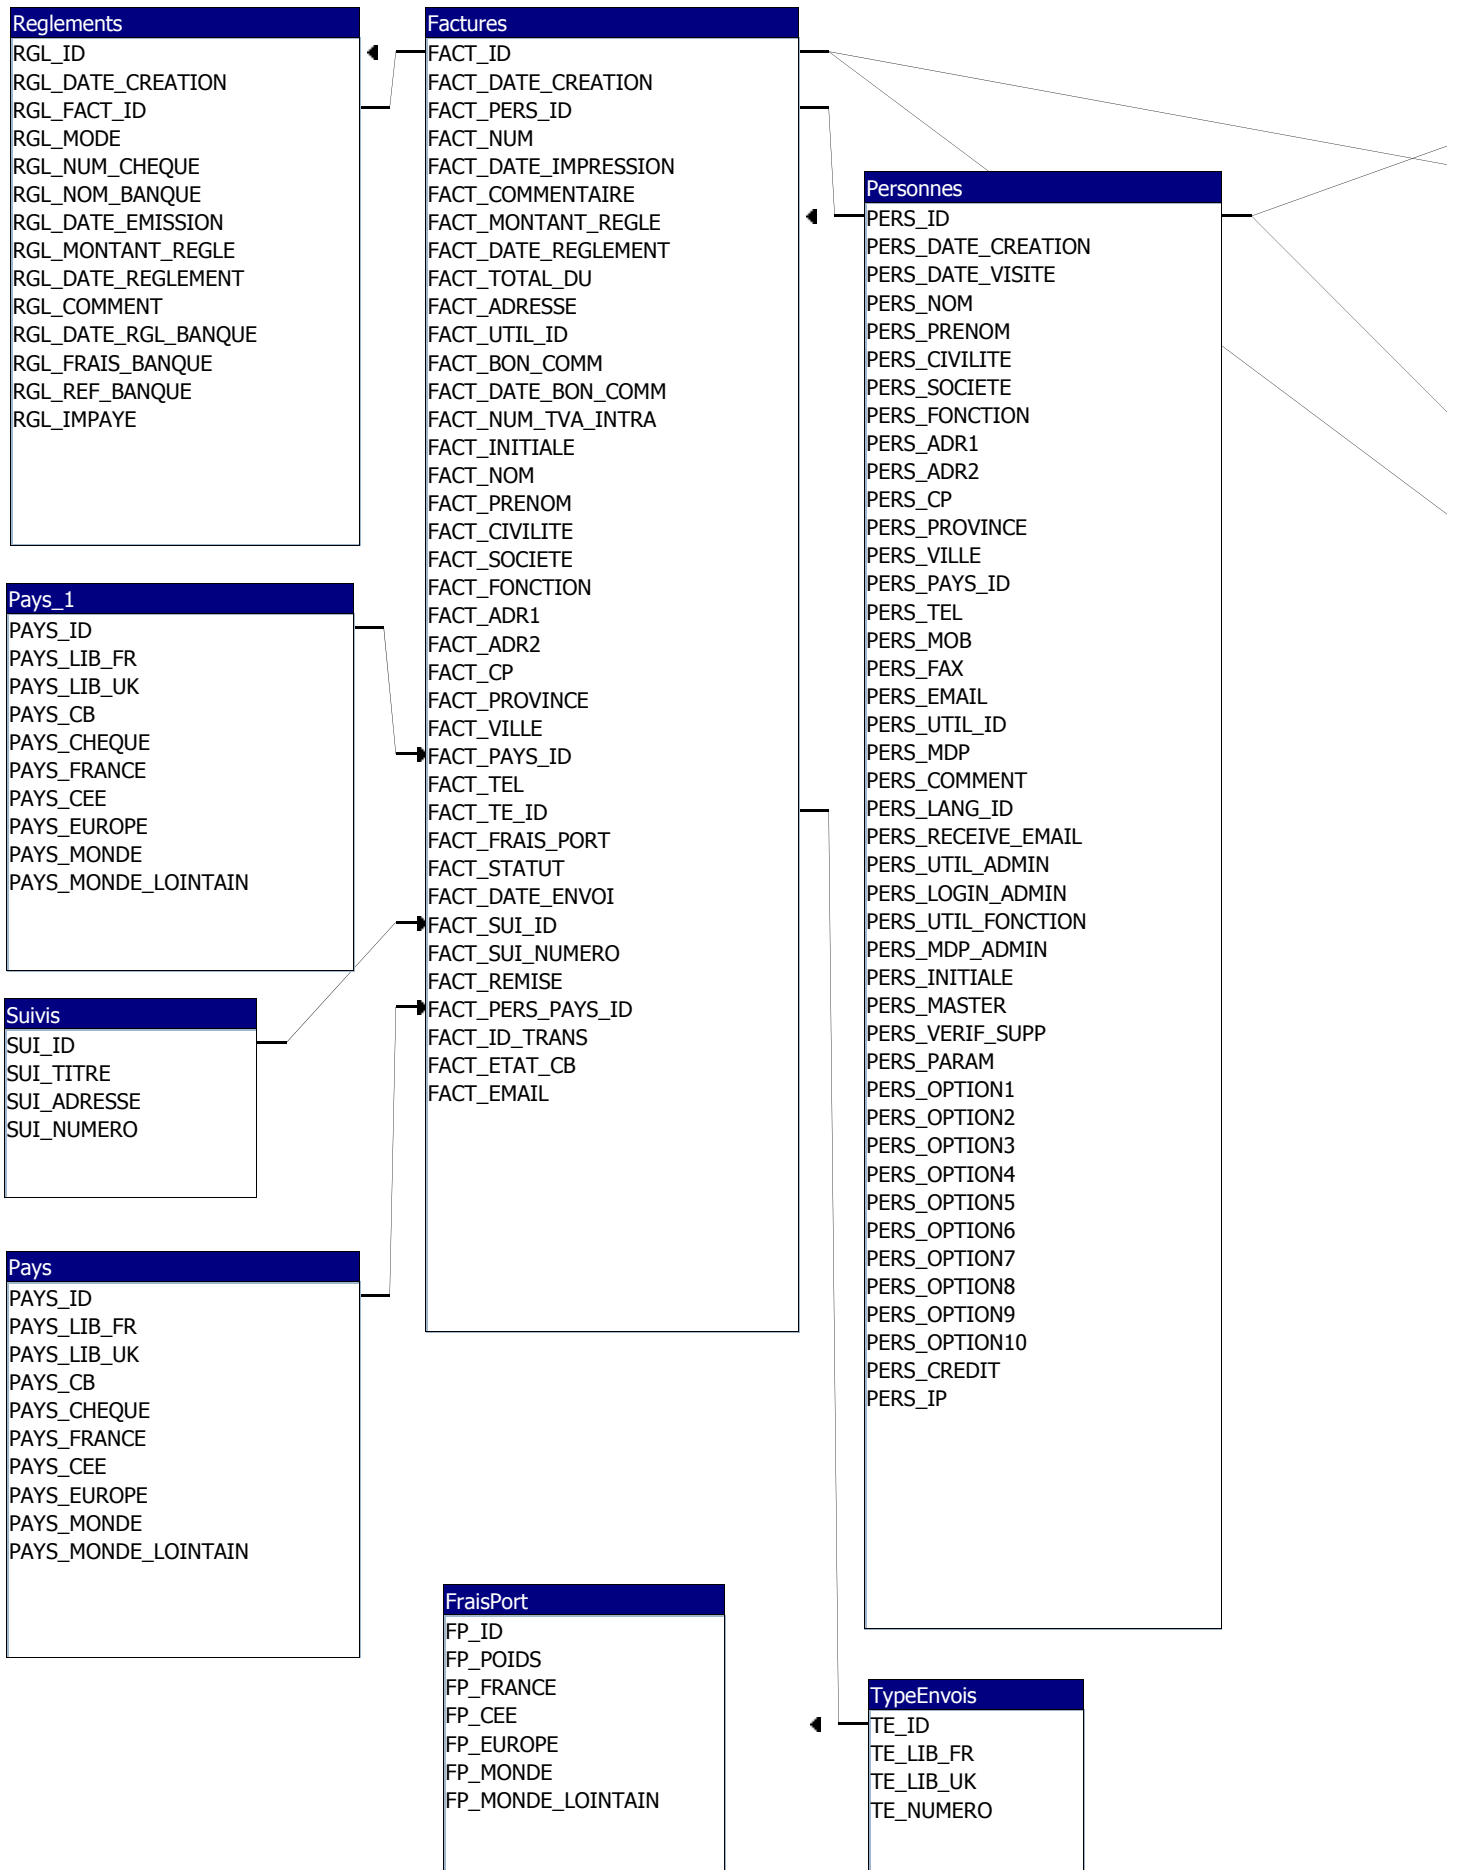 Reglements
RGL_ID
RGL_DATE_CREATION
RGL_FACT_ID
RGL_MODE
RGL_NUM_CHEQUE
RGL_NOM_BANQUE
RGL_DATE_EMISSION
RGL_MONTANT_REGLE
RGL_DATE_REGLEMENT
RGL_COMMENT
RGL_DATE_RGL_BANQUE
RGL_FRAIS_BANQUE
RGL_REF_BANQUE
RGL_IMPAYE
Pays_1
PAYS_ID
PAYS_LIB_FR
PAYS_LIB_UK
PAYS_CB
PAYS_CHEQUE
PAYS_FRANCE
PAYS_CEE
PAYS_EUROPE
PAYS_MONDE
PAYS_MONDE_LOINTAIN
Suivis
SUI_ID
SUI_TITRE
SUI_ADRESSE
SUI_NUMERO
Pays
PAYS_ID
PAYS_LIB_FR
PAYS_LIB_UK
PAYS_CB
PAYS_CHEQUE
PAYS_FRANCE
PAYS_CEE
PAYS_EUROPE
PAYS_MONDE
PAYS_MONDE_LOINTAIN
Factures
FACT_ID
FACT_DATE_CREATION
FACT_PERS_ID
FACT_NUM
FACT_DATE_IMPRESSION
FACT_COMMENTAIRE
FACT_MONTANT_REGLE
FACT_DATE_REGLEMENT
FACT_TOTAL_DU
FACT_ADRESSE
FACT_UTIL_ID
FACT_BON_COMM
FACT_DATE_BON_COMM
FACT_NUM_TVA_INTRA
FACT_INITIALE
FACT_NOM
FACT_PRENOM
FACT_CIVILITE
FACT_SOCIETE
FACT_FONCTION
FACT_ADR1
FACT_ADR2
FACT_CP
FACT_PROVINCE
FACT_VILLE
FACT_PAYS_ID
FACT_TEL
FACT_TE_ID
FACT_FRAIS_PORT
FACT_STATUT
FACT_DATE_ENVOI
FACT_SUI_ID
FACT_SUI_NUMERO
FACT_REMISE
FACT_PERS_PAYS_ID
FACT_ID_TRANS
FACT_ETAT_CB
FACT_EMAIL
FraisPort
FP_ID
FP_POIDS
FP_FRANCE
FP_CEE
FP_EUROPE
FP_MONDE
FP_MONDE_LOINTAIN
Personnes
PERS_ID
PERS_DATE_CREATION
PERS_DATE_VISITE
PERS_NOM
PERS_PRENOM
PERS_CIVILITE
PERS_SOCIETE
PERS_FONCTION
PERS_ADR1
PERS_ADR2
PERS_CP
PERS_PROVINCE
PERS_VILLE
PERS_PAYS_ID
PERS_TEL
PERS_MOB
PERS_FAX
PERS_EMAIL
PERS_UTIL_ID
PERS_MDP
PERS_COMMENT
PERS_LANG_ID
PERS_RECEIVE_EMAIL
PERS_UTIL_ADMIN
PERS_LOGIN_ADMIN
PERS_UTIL_FONCTION
PERS_MDP_ADMIN
PERS_INITIALE
PERS_MASTER
PERS_VERIF_SUPP
PERS_PARAM
PERS_OPTION1
PERS_OPTION2
PERS_OPTION3
PERS_OPTION4
PERS_OPTION5
PERS_OPTION6
PERS_OPTION7
PERS_OPTION8
PERS_OPTION9
PERS_OPTION10
PERS_CREDIT
PERS_IP
TypeEnvois
TE_ID
TE_LIB_FR
TE_LIB_UK
TE_NUMERO